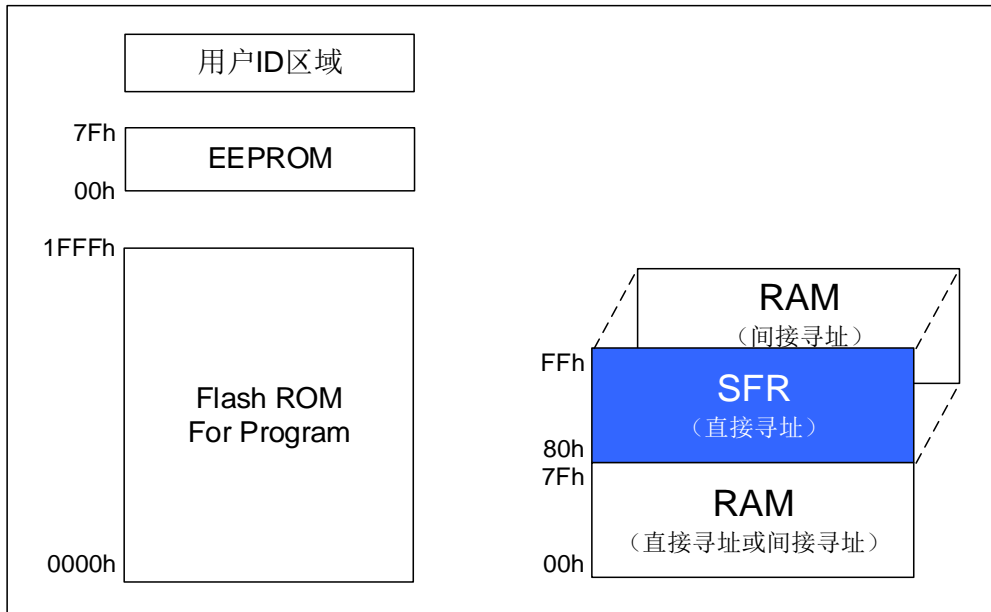 用户ID区域
7Fh
EEPROM
00h
1FFFh
Flash ROM
For Program
0000h
RAM
（间接寻址）
FFh
SFR
（直接寻址）
80h
7Fh
RAM
（直接寻址或间接寻址）
00h